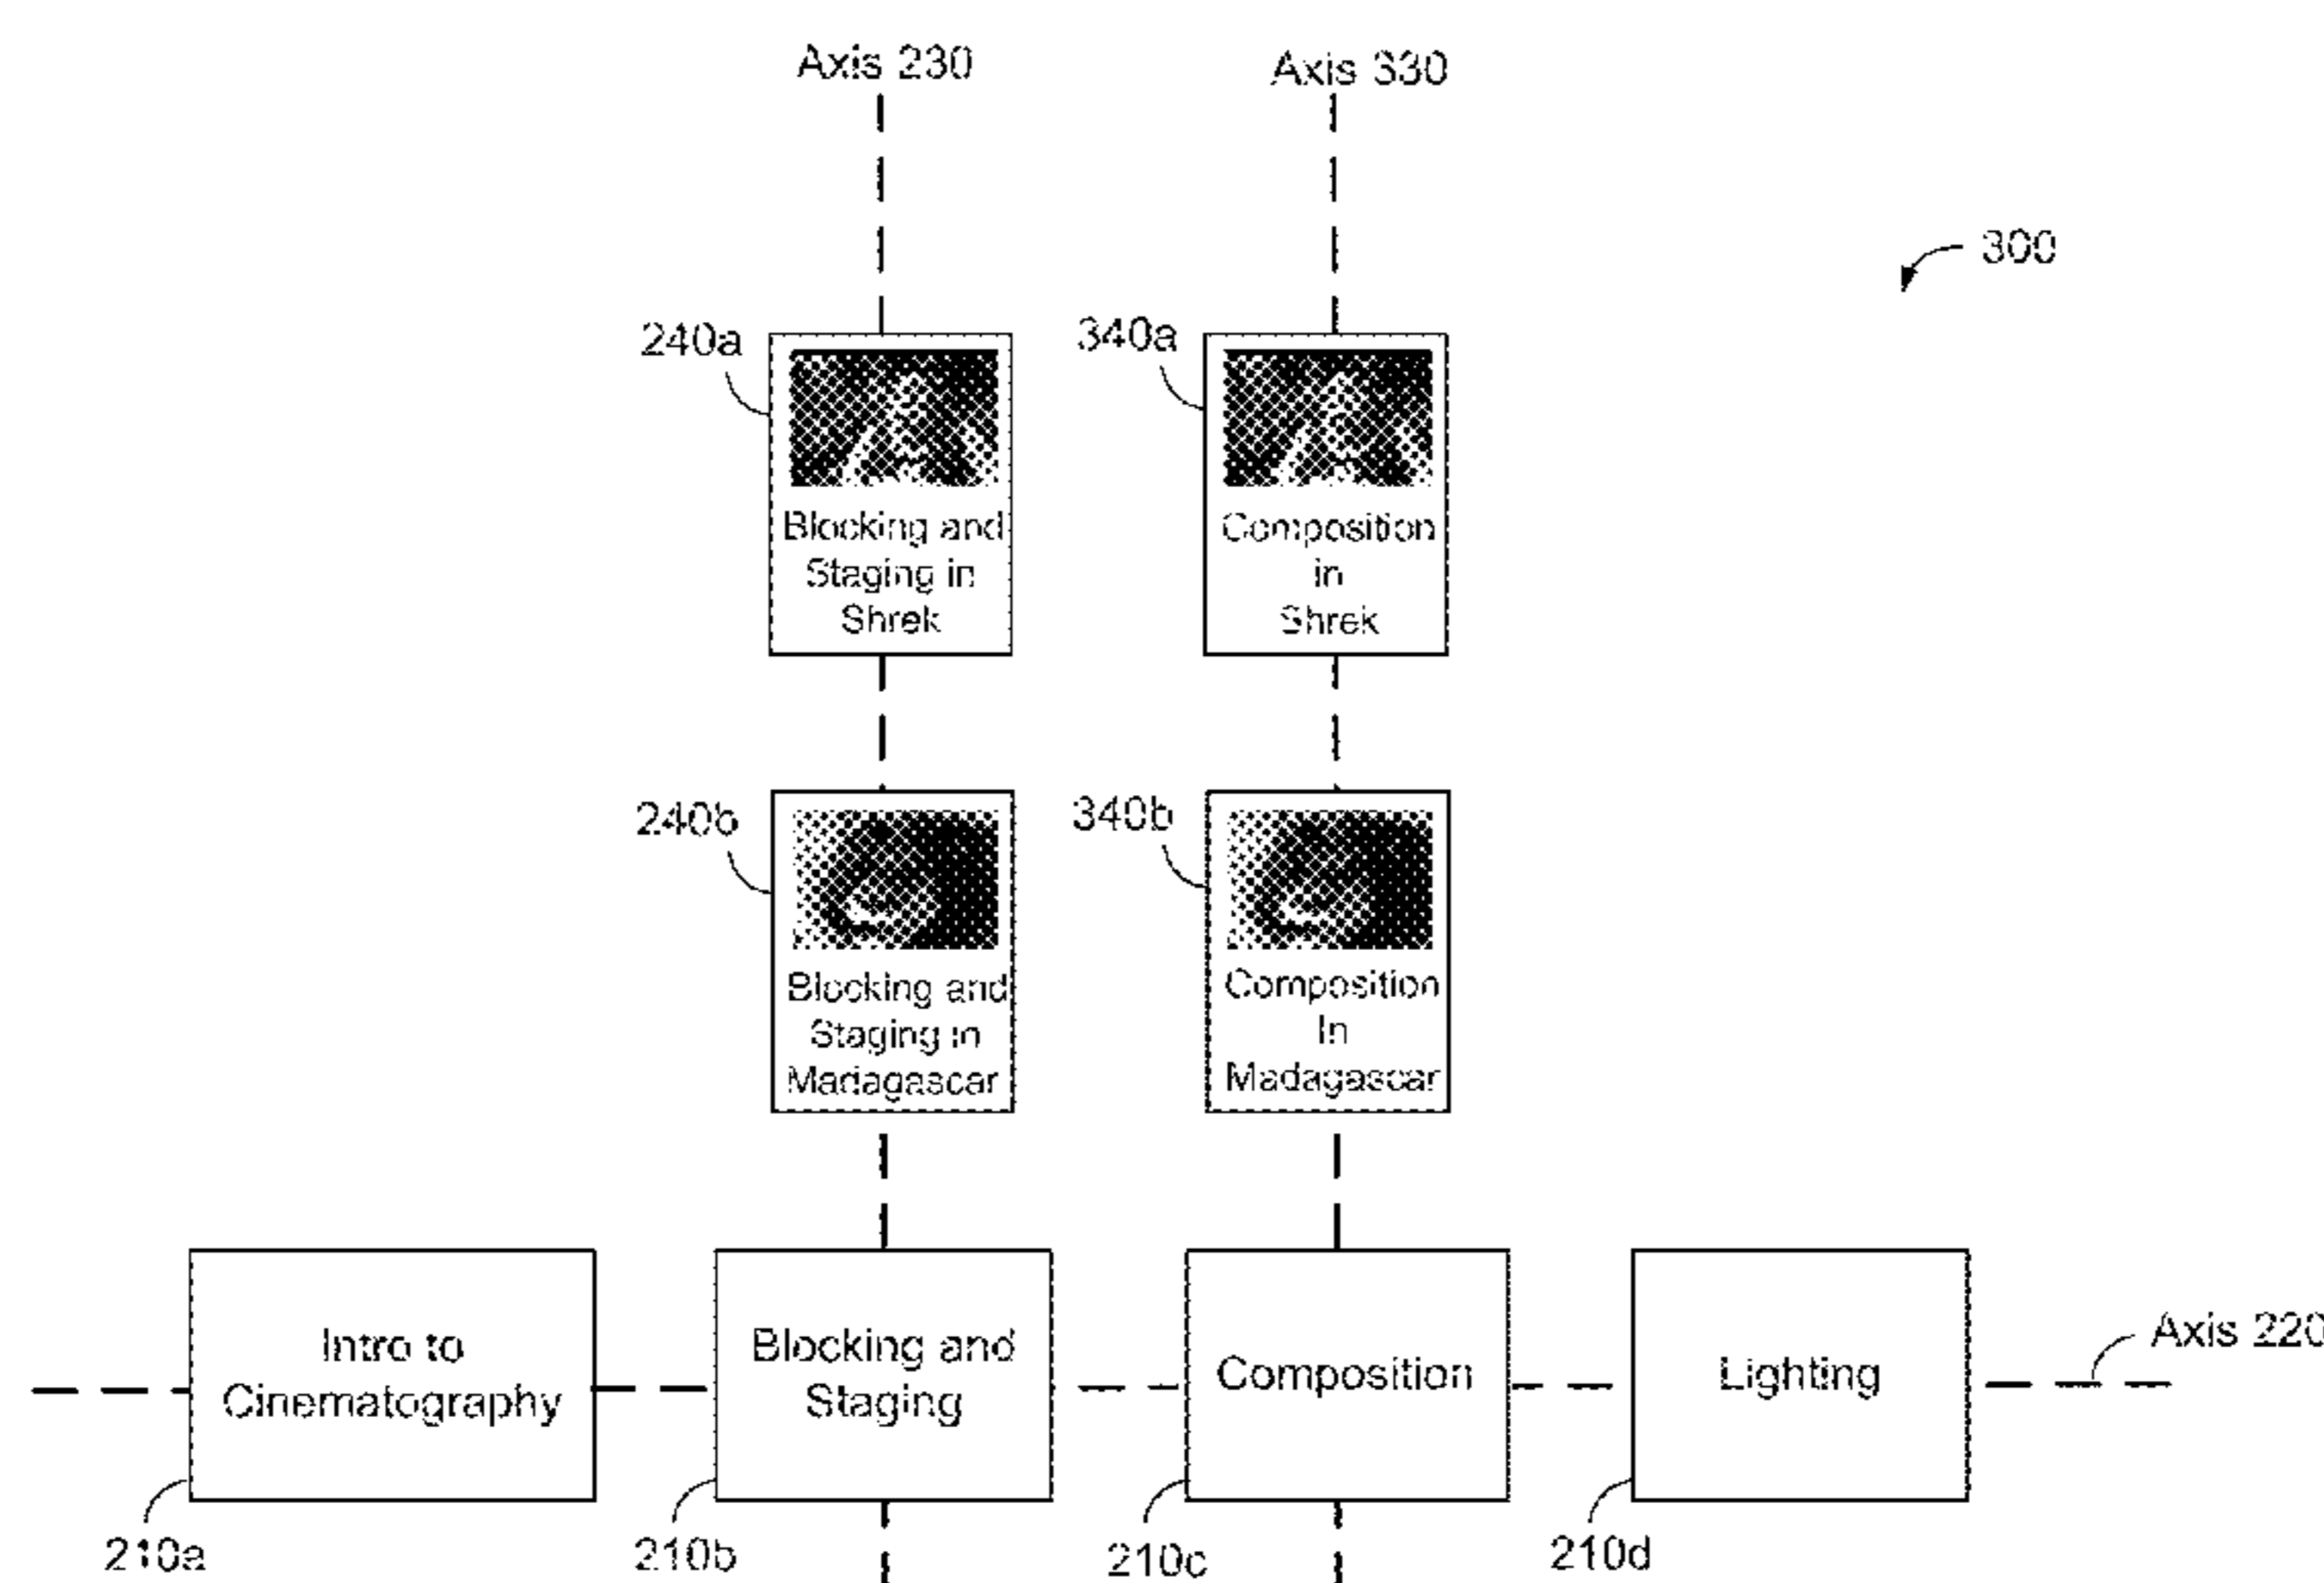 Axis 230
Axis 330
300
240a
340a
Blocking and
Staging in
Shrek
Composition
in
Shrek
240b
340b
Blocking and
Staging in
Madagascar
Composition
In
Madagascar
Intro to
Cinematography
Blocking and
Staging
Composition
Lighting
Axis 220
210a
210b
210c
210d